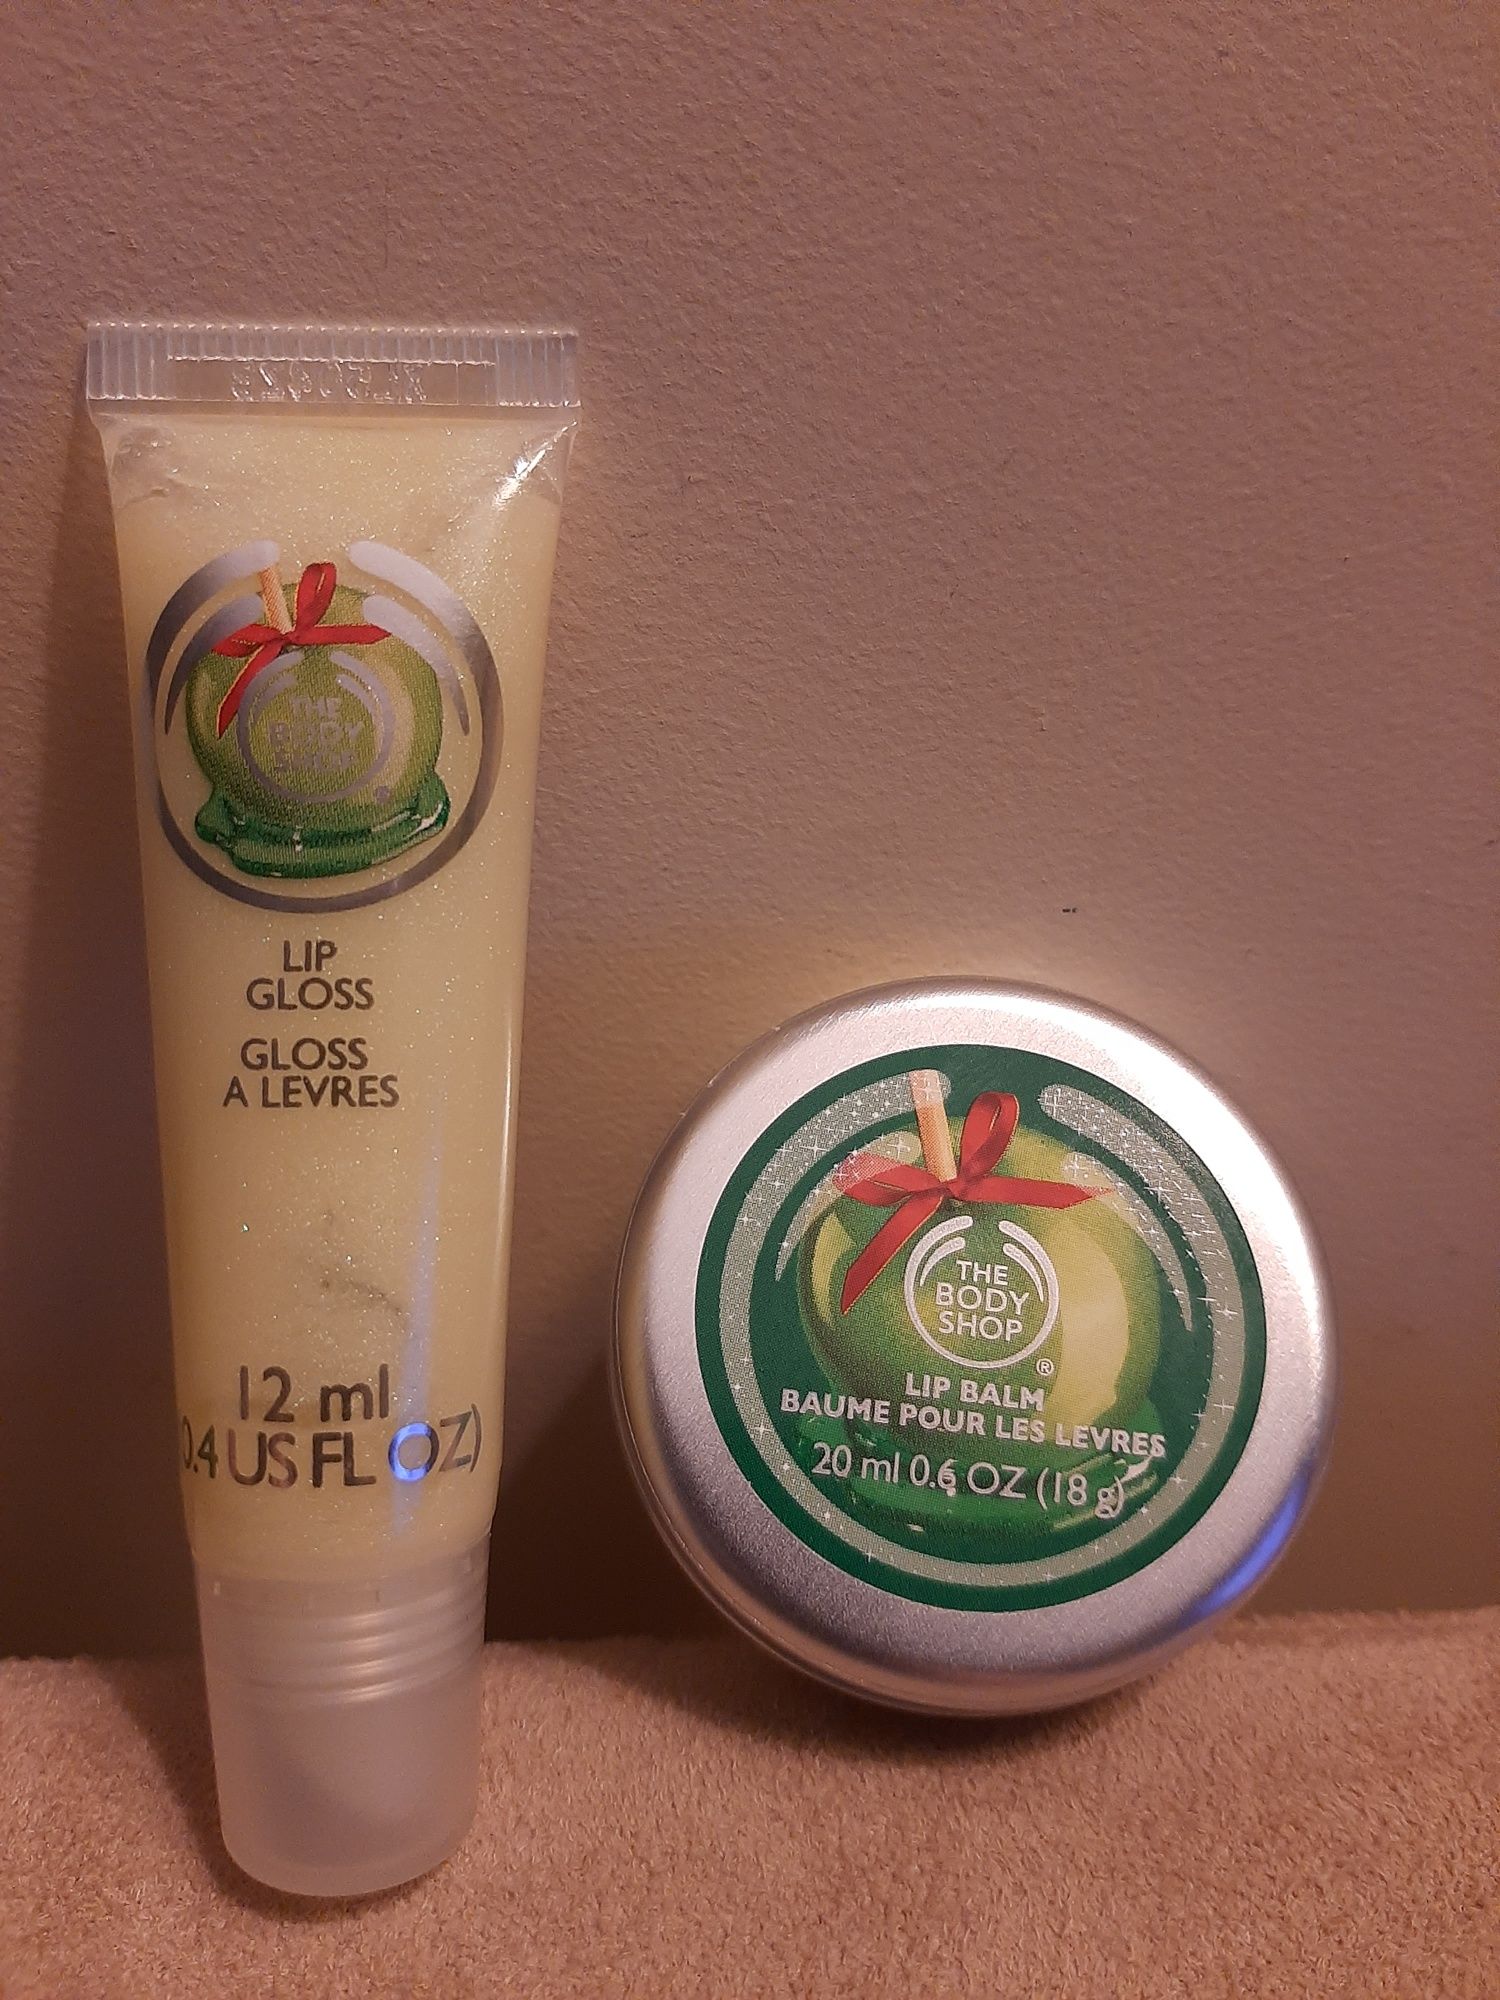 THE
BODY
SHOP
®
LIP
GLOSS
GLOSS
A LEVRES
12 ml
0.4 US FL OZ)
THE
BODY
SHOP
®
LIP BALM
BAUME POUR LES LEVRES
20 ml 0.6 OZ (18 g)